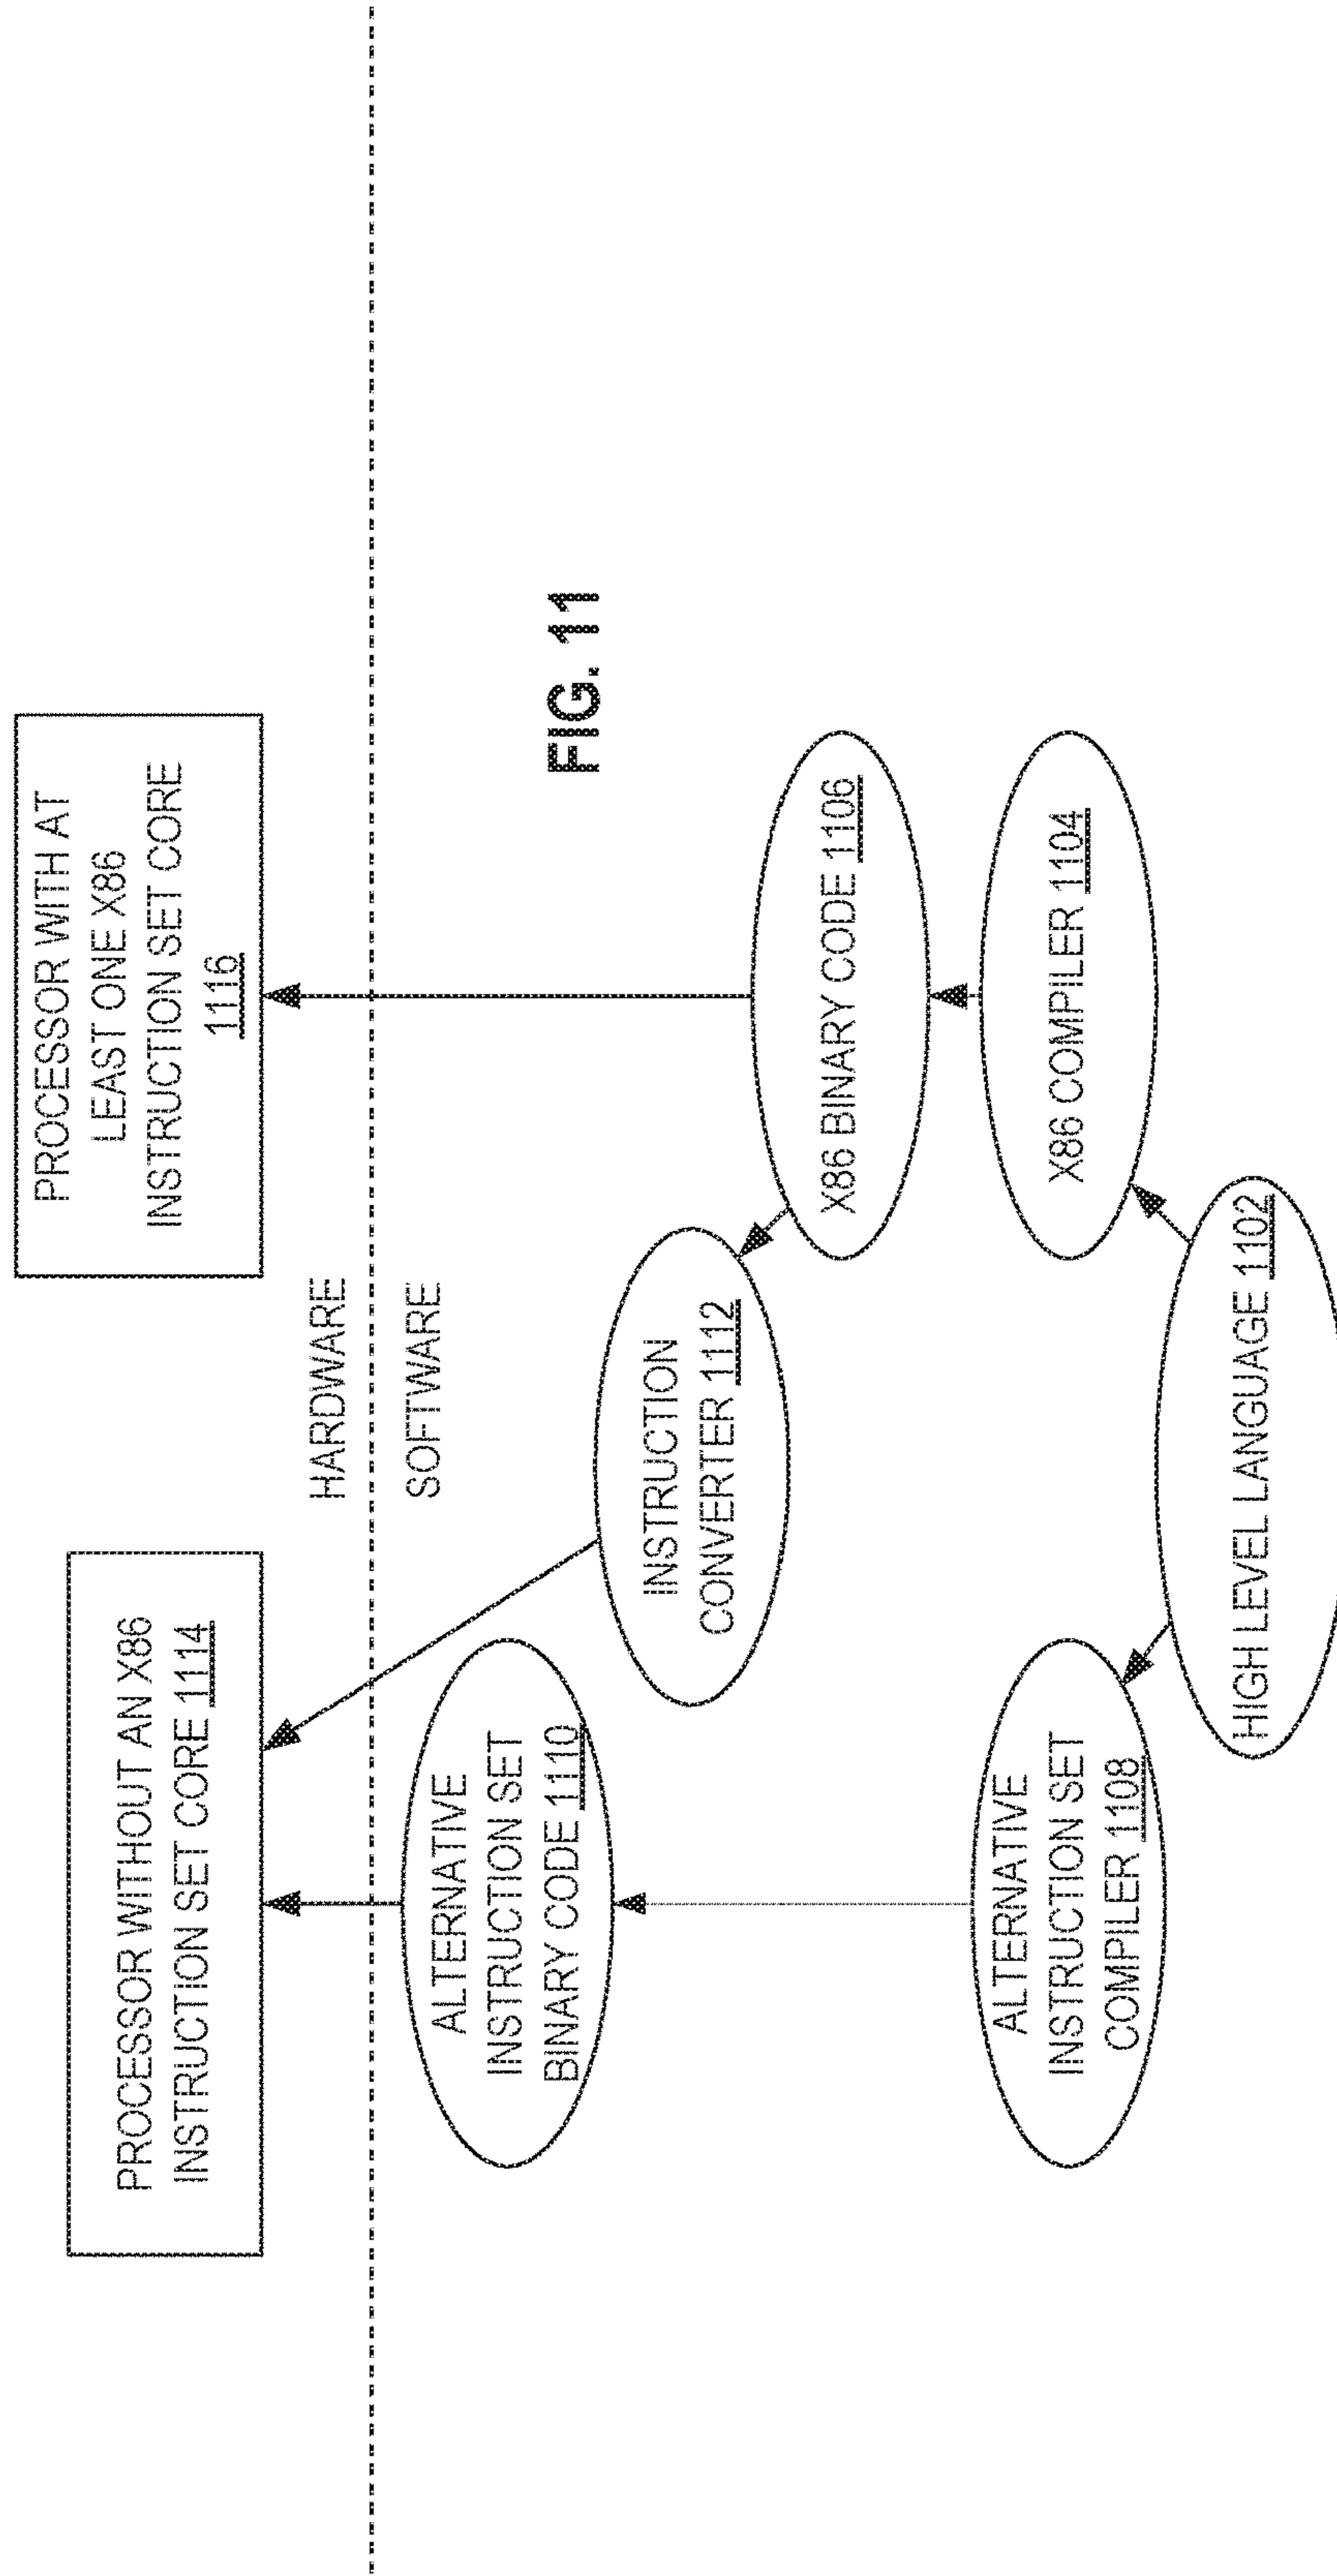 PROCESSOR WITHOUT AN X86
INSTRUCTION SET CORE 1114
PROCESSOR WITH AT
LEAST ONE X86
INSTRUCTION SET CORE
1116
HARDWARE
SOFTWARE
ALTERNATIVE
INSTRUCTION SET
BINARY CODE 1110
INSTRUCTION
CONVERTER 1112
FIG. 11
X86 BINARY CODE 1106
ALTERNATIVE
INSTRUCTION SET
COMPILER 1108
X86 COMPILER 1104
HIGH LEVEL LANGUAGE 1102